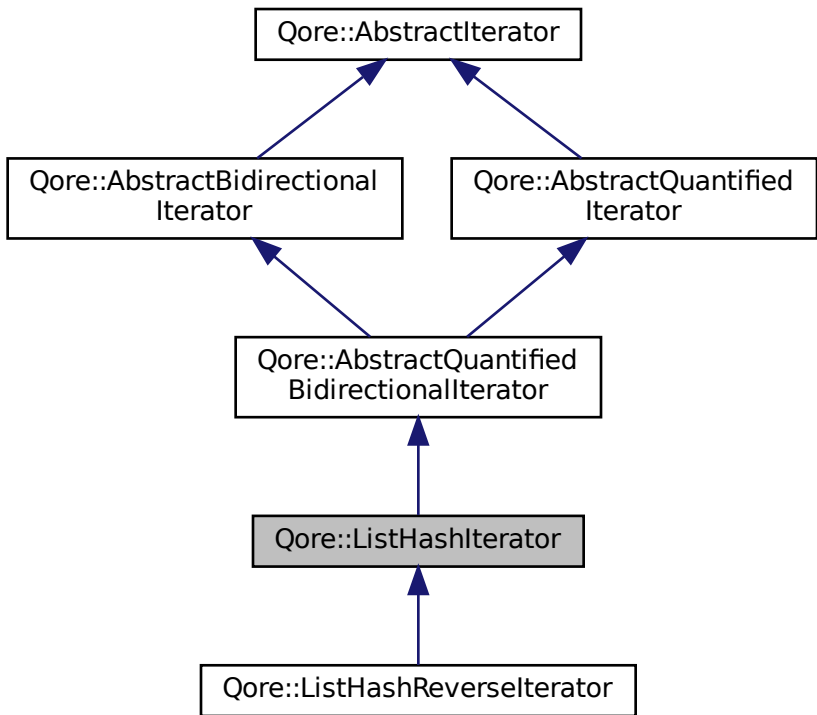 Qore::AbstractIterator
Qore::AbstractBidirectional
Iterator
Qore::AbstractQuantified
Iterator
Qore::AbstractQuantified
BidirectionalIterator
Qore::ListHashIterator
Qore::ListHashReverseIterator